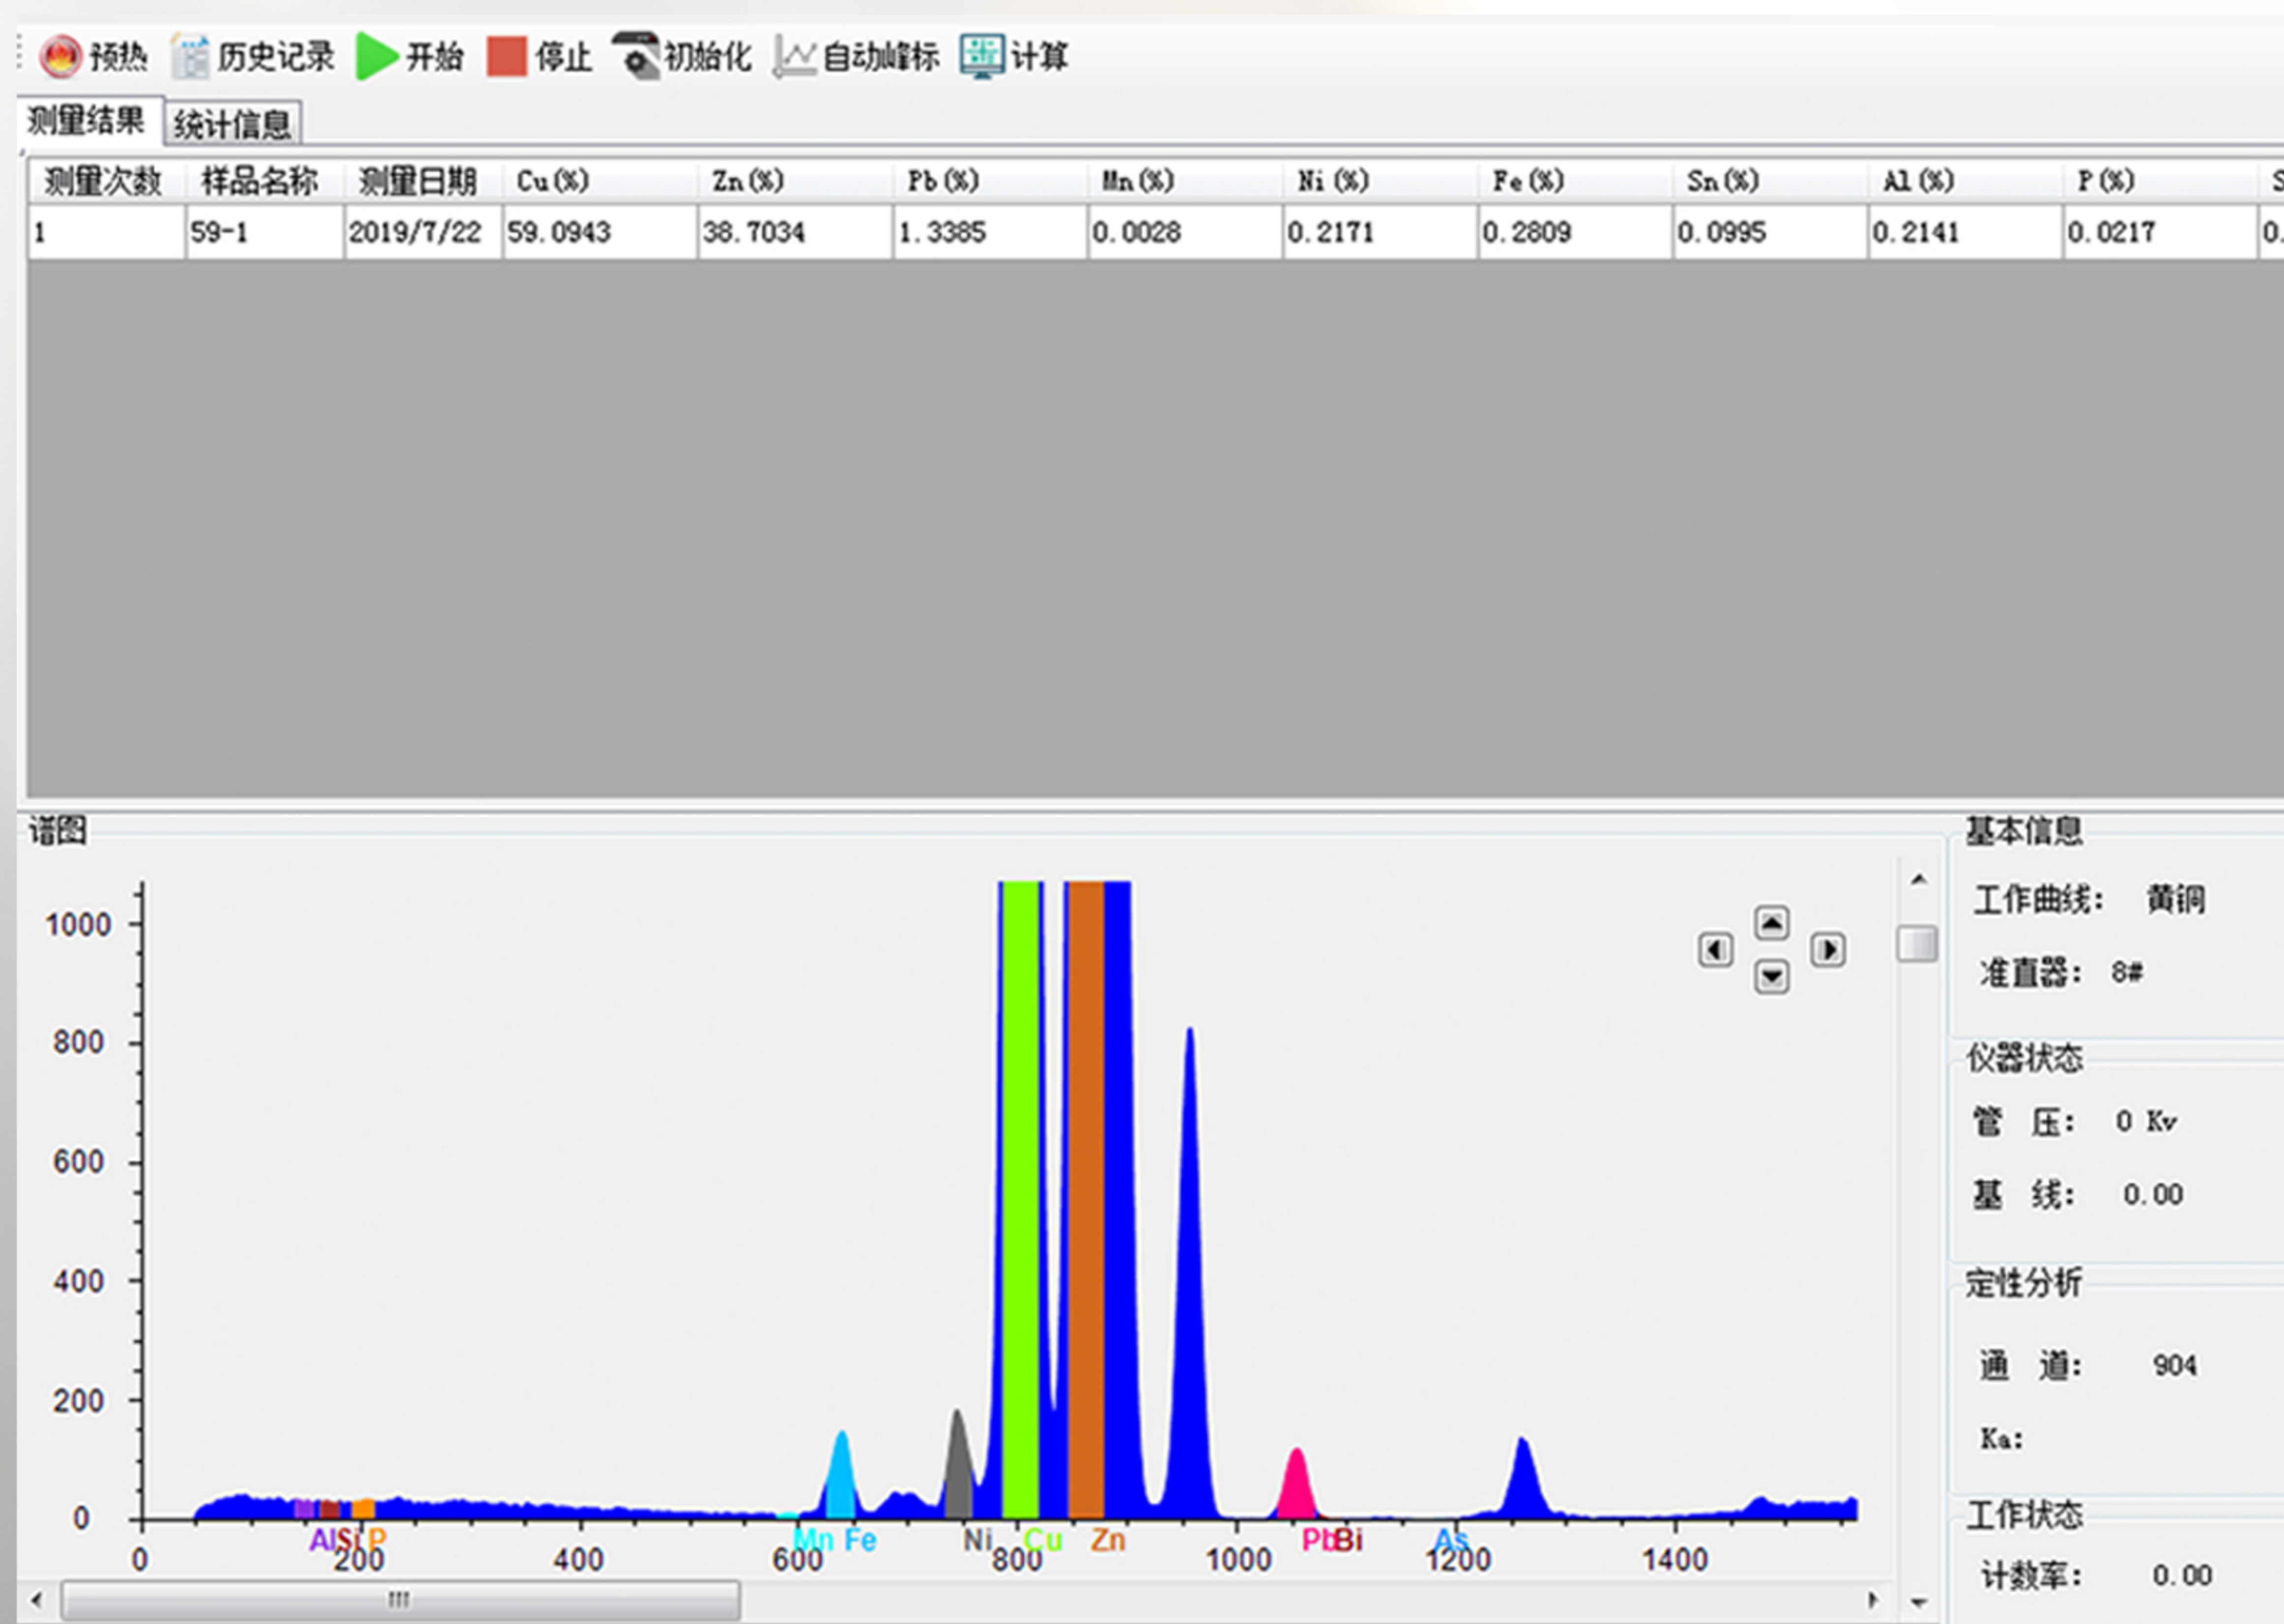 预热 历史记录 开始 停止 初始化 自动峰标 计算
测量结果 统计信息
测量次数 样品名称 测量日期 Cu(%) Zn(%) Pb(%) Mn(%) Ni(%) Fe(%) Sn(%) Al(%) P(%) S
1 59-1 2019/7/22 59.0943 38.7034 1.3385 0.0028 0.2171 0.2809 0.0995 0.2141 0.0217 0.
谱图
1000
800
600
400
200
0
Al Si P Mn Fe Ni Cu Zn Pb Bi As
0 200 400 600 800 1000 1200 1400
基本信息
工作曲线: 黄铜
准直器: 8#
仪器状态
管 压: 0 Kv
基 线: 0.00
定性分析
通 道: 904
Ka:
工作状态
计数率: 0.00